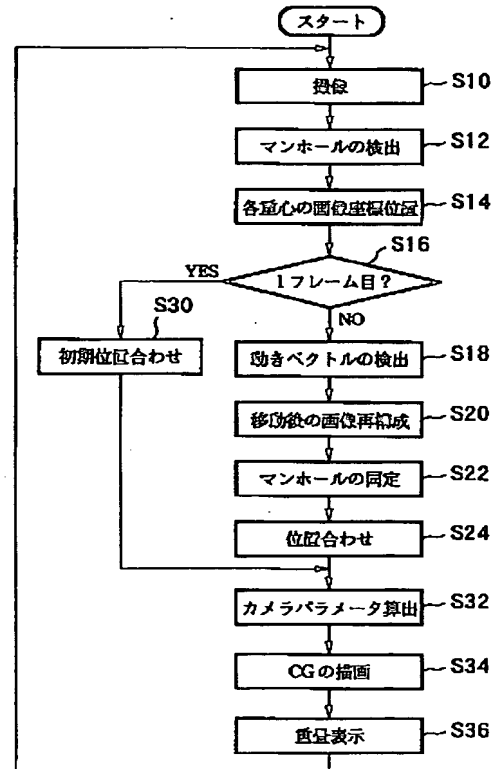 スタート
撮像
S10
マンホールの検出
S12
各重心の画像座標位置
S14
S16
1フレーム目?
YES
NO
S30
初期位置合わせ
動きベクトルの検出
S18
移動後の画像再構成
S20
マンホールの同定
S22
位置合わせ
S24
カメラパラメータ算出
S32
CGの描画
S34
重畳表示
S36